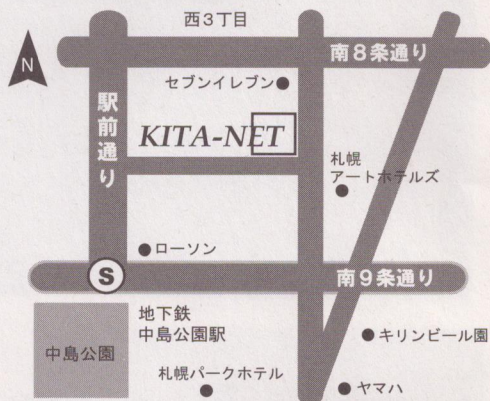 西3丁目
N
南8条通り
セブンイレブン
駅前通り
KITA-NET
札幌
アートホテルズ
ローソン
S
南9条通り
地下鉄
中島公園駅
中島公園
キリンビール園
札幌パークホテル
ヤマハ